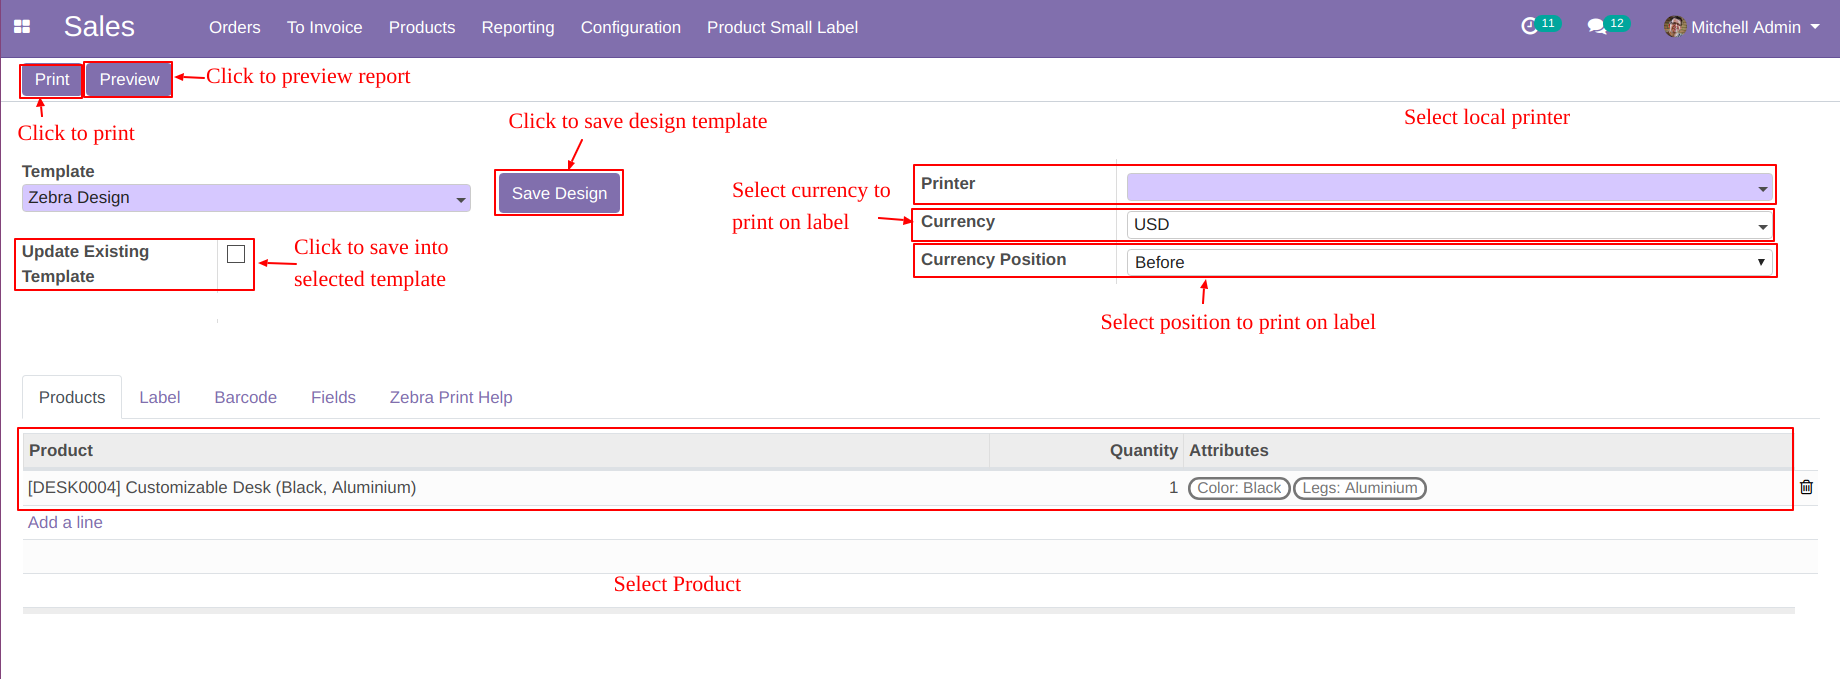 Sales Orders To Invoice Products Reporting Configuration Product Small Label 11 12 Mitchell Admin
Print Preview Click to preview report
Click to print
Click to save design template
Select local printer
Template
Zebra Design
Save Design
Select currency to
print on label
Printer
Currency USD
Currency Position Before
Update Existing
Template
Click to save into
selected template
Select position to print on label
Products Label Barcode Fields Zebra Print Help
Product Quantity Attributes
[DESK0004] Customizable Desk (Black, Aluminium) 1 Color: Black Legs: Aluminium
Add a line
Select Product